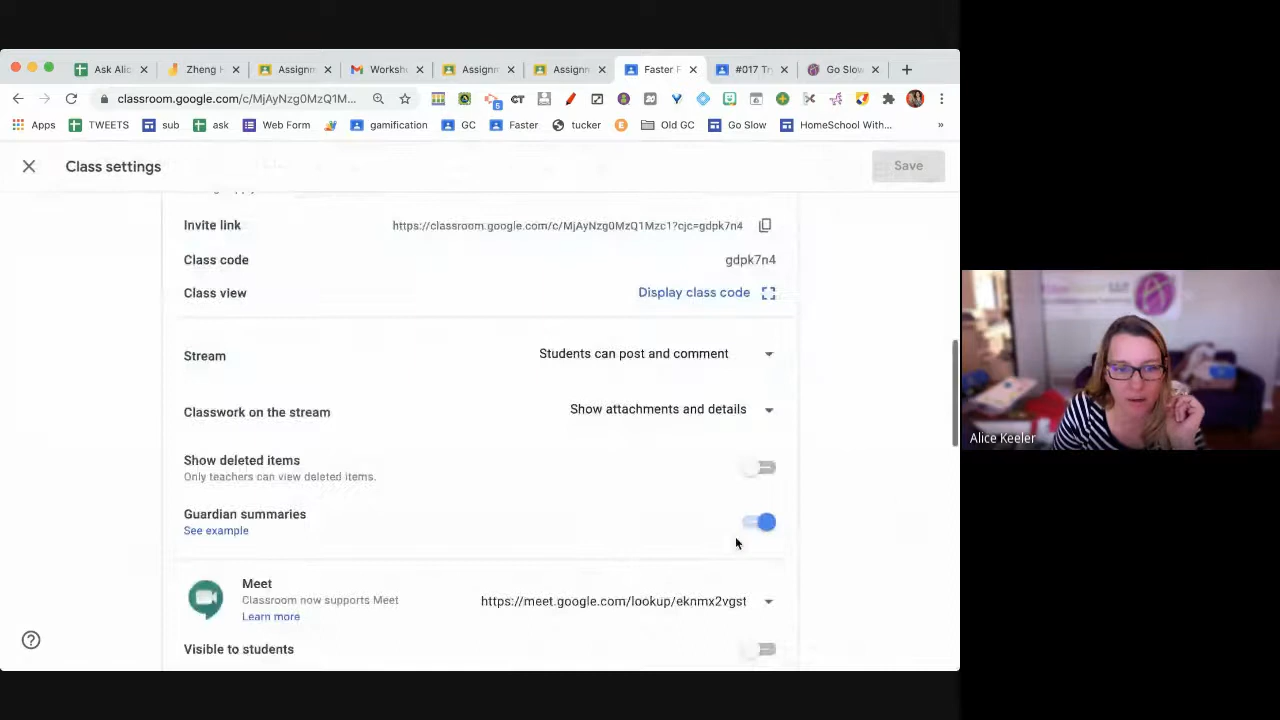 Ask Alic
Zheng
Assignm
Worksh
Assignm
Assignm
Faster F
#017 Tr
Go Slow
classroom.google.com/c/MjAyNzg0MzQ1M...
Apps
TWEETS
sub
ask
Web Form
gamification
GC
Faster
tucker
Old GC
Go Slow
HomeSchool With...
Class settings
Save
Invite link
https://classroom.google.com/c/MjAyNzg0MzQ1Mzc1?cjc=gdpk7n4
Class code
gdpk7n4
Class view
Display class code
Stream
Students can post and comment
Classwork on the stream
Show attachments and details
Show deleted items
Only teachers can view deleted items.
Guardian summaries
See example
Meet
Classroom now supports Meet
https://meet.google.com/lookup/eknmx2vgst
Learn more
Visible to students
Alice Keeler